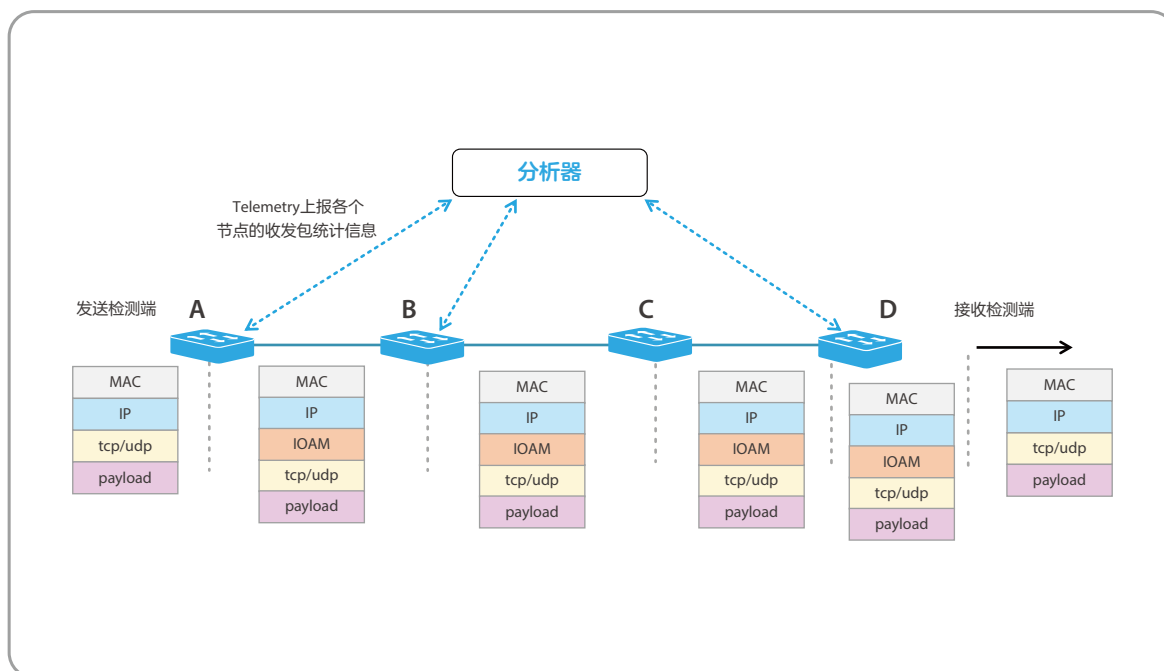 分析器
Telemetry上报各个
节点的收发包统计信息
发送检测端
A
B
C
D
接收检测端
MAC
IP
tcp/udp
payload
MAC
IP
IOAM
tcp/udp
payload
MAC
IP
IOAM
tcp/udp
payload
MAC
IP
IOAM
tcp/udp
payload
MAC
IP
IOAM
tcp/udp
payload
MAC
IP
tcp/udp
payload